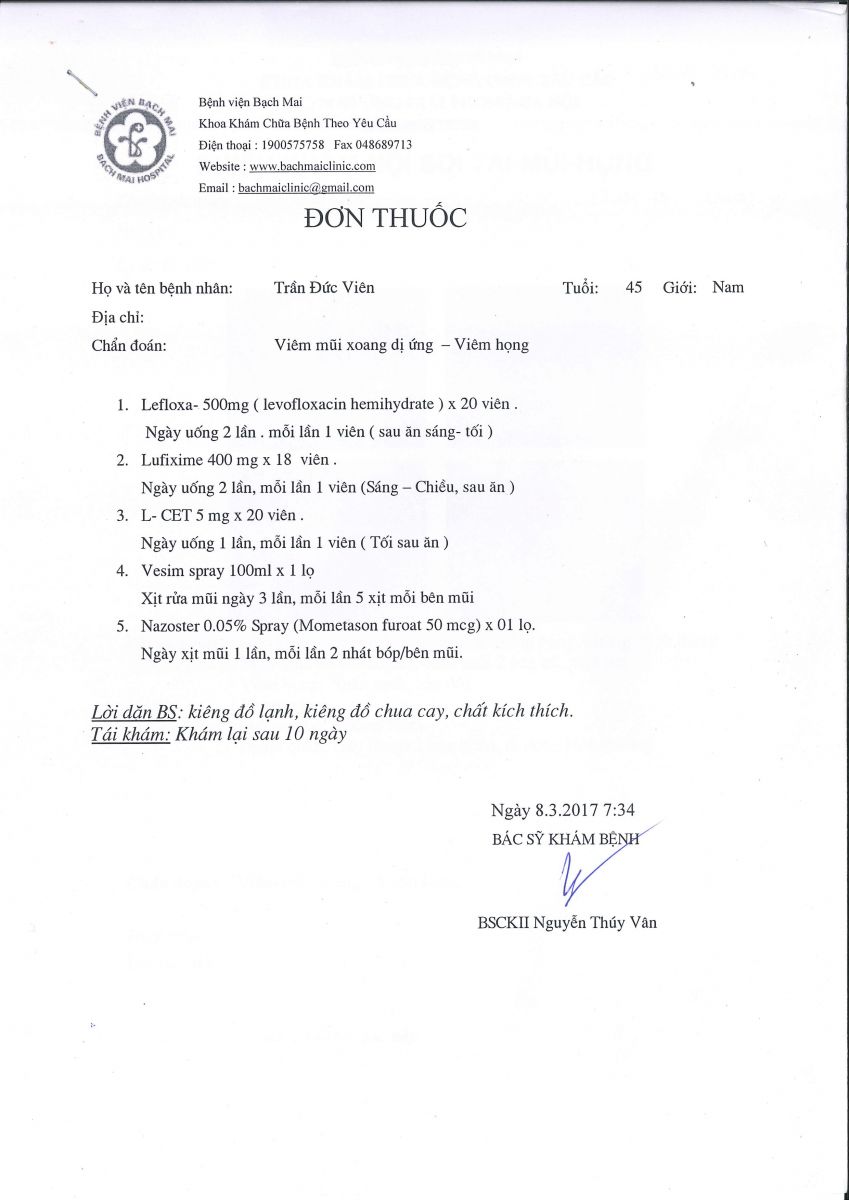 BỆNH VIỆN BẠCH MAI
BACH MAI HOSPITAL
Bệnh viện Bạch Mai
Khoa Khám Chữa Bệnh Theo Yêu Cầu
Điện thoại : 1900575758 Fax 048689713
Website : www.bachmaiclinic.com
Email : bachmaiclinic@gmail.com
ĐƠN THUỐC
Họ và tên bệnh nhân: Trần Đức Viên Tuổi: 45 Giới: Nam
Địa chỉ:
Chẩn đoán: Viêm mũi xoang dị ứng – Viêm họng
1. Lefloxa- 500mg ( levofloxacin hemihydrate ) x 20 viên .
Ngày uống 2 lần . mỗi lần 1 viên ( sau ăn sáng- tối )
2. Lufixime 400 mg x 18 viên .
Ngày uống 2 lần, mỗi lần 1 viên (Sáng – Chiều, sau ăn )
3. L- CET 5 mg x 20 viên .
Ngày uống 1 lần, mỗi lần 1 viên ( Tối sau ăn )
4. Vesim spray 100ml x 1 lọ
Xịt rửa mũi ngày 3 lần, mỗi lần 5 xịt mỗi bên mũi
5. Nazoster 0.05% Spray (Mometason furoat 50 mcg) x 01 lọ.
Ngày xịt mũi 1 lần, mỗi lần 2 nhát bóp/bên mũi.
Lời dặn BS: kiêng đồ lạnh, kiêng đồ chua cay, chất kích thích.
Tái khám: Khám lại sau 10 ngày
Ngày 8.3.2017 7:34
BÁC SỸ KHÁM BỆNH
BSCKII Nguyễn Thúy Vân